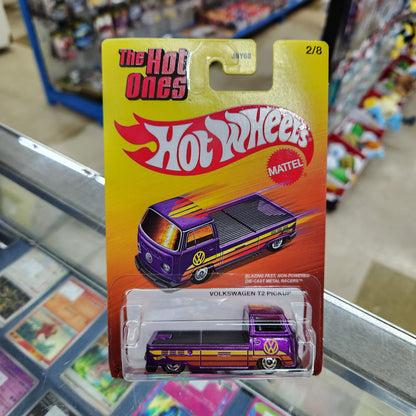 The Hot
Ones
JBY60
2/8
Hot Wheels
MATTEL
BLAZING FAST, NON-POWERED
DIE-CAST METAL RACERS
VOLKSWAGEN T2 PICKUP